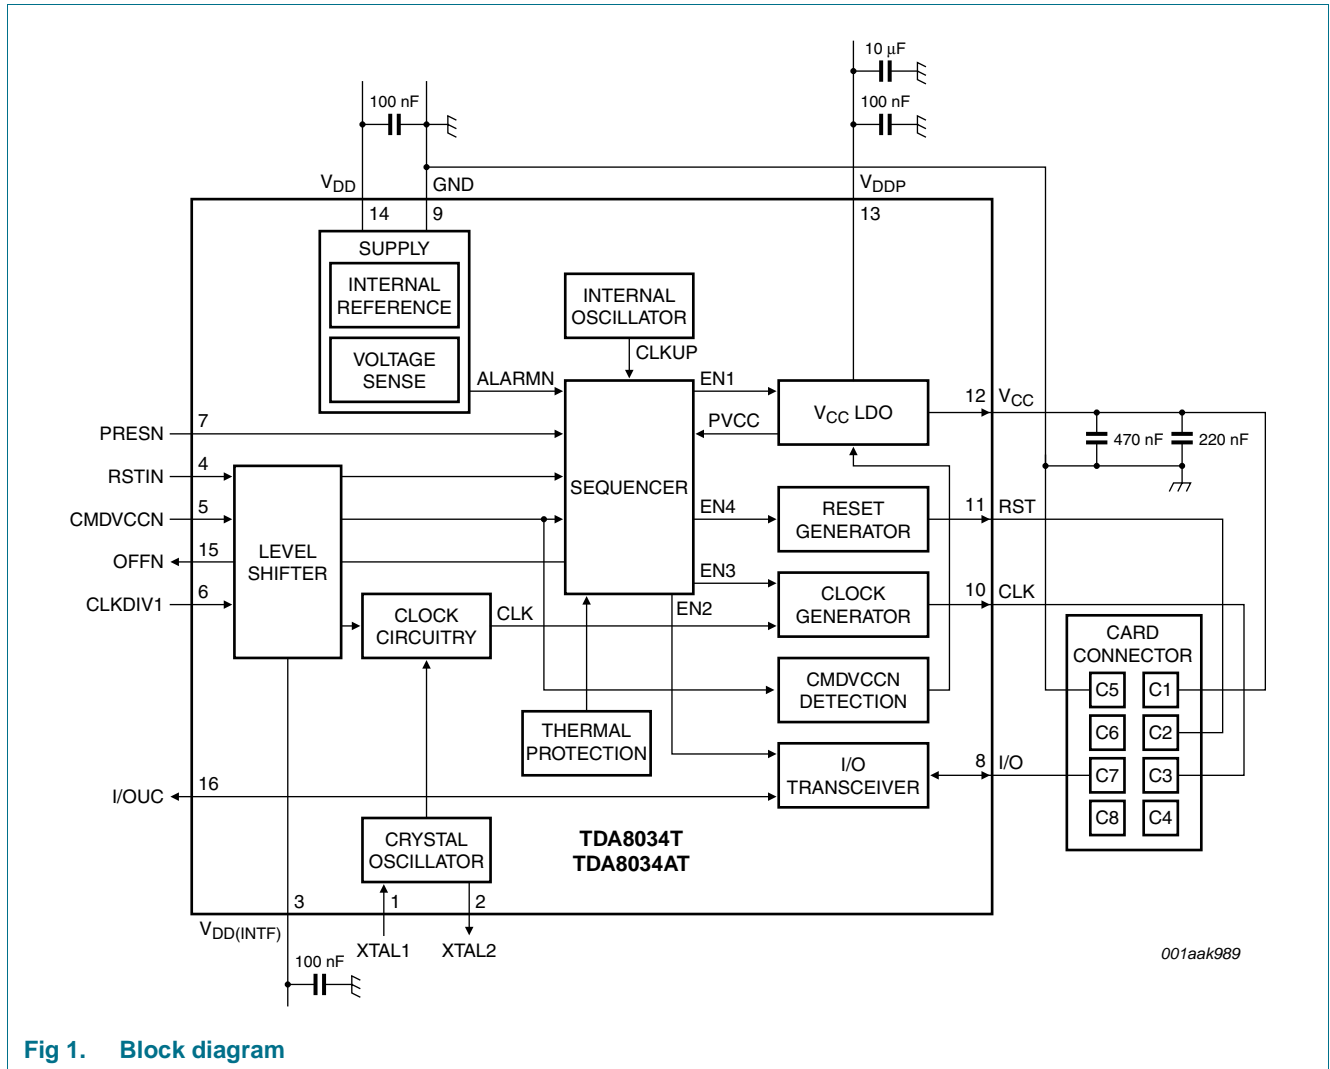 10 μF
100 nF
100 nF
VDD
GND
VDDP
14
9
13
SUPPLY
INTERNAL
REFERENCE
VOLTAGE
SENSE
INTERNAL
OSCILLATOR
CLKUP
ALARMN
EN1
PVCC
VCC LDO
12
VCC
470 nF
220 nF
PRESN
7
RSTIN
4
CMDVCCN
5
OFFN
15
CLKDIV1
6
LEVEL
SHIFTER
SEQUENCER
EN4
RESET
GENERATOR
11
RST
EN3
EN2
CLOCK
GENERATOR
10
CLK
CLOCK
CIRCUITRY
CLK
CMDVCCN
DETECTION
THERMAL
PROTECTION
I/O
TRANSCEIVER
8
I/O
CARD
CONNECTOR
C5
C1
C6
C2
C7
C3
C8
C4
I/OUC
16
CRYSTAL
OSCILLATOR
TDA8034T
TDA8034AT
3
1
2
VDD(INTF)
XTAL1
XTAL2
100 nF
001aak989
Fig 1. Block diagram